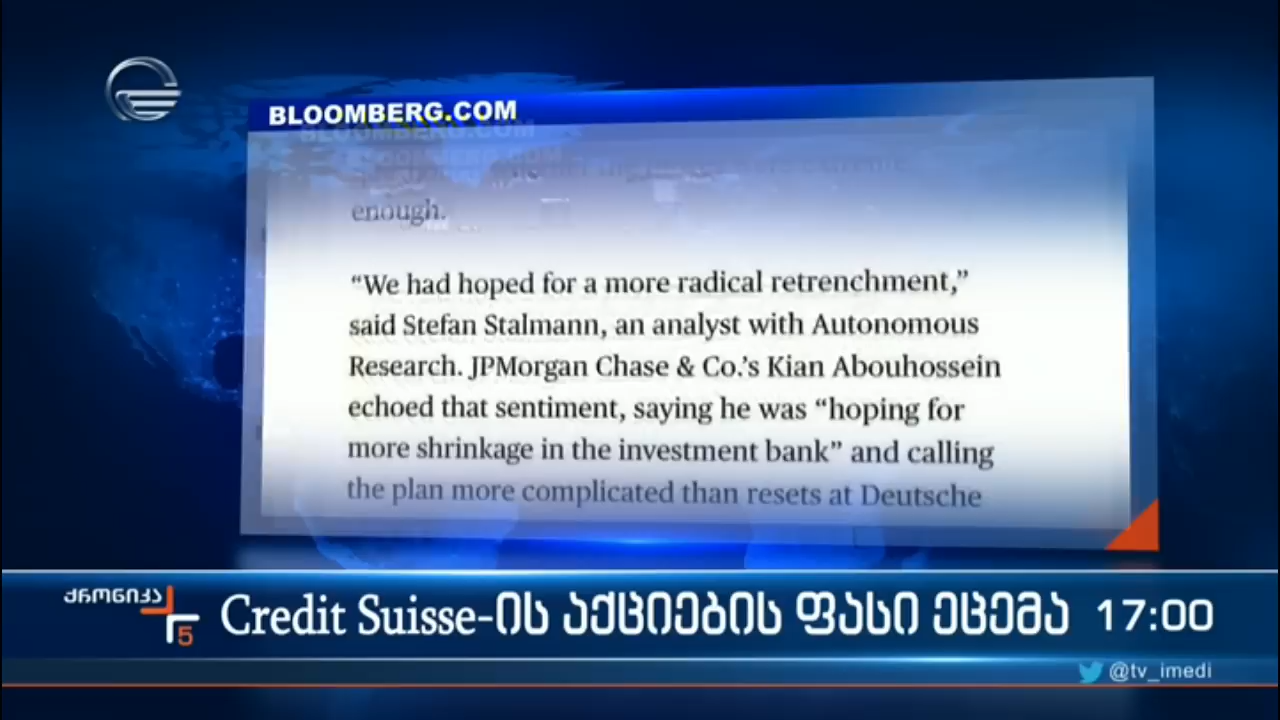 BLOOMBERG.COM
enough.
“We had hoped for a more radical retrenchment,”
said Stefan Stalmann, an analyst with Autonomous
Research. JPMorgan Chase & Co.’s Kian Abouhossein
echoed that sentiment, saying he was “hoping for
more shrinkage in the investment bank” and calling
the plan more complicated than resets at Deutsche
ქრონიკა
5
Credit Suisse-ის აქციების ფასი ეცემა 17:00
@tv_imedi